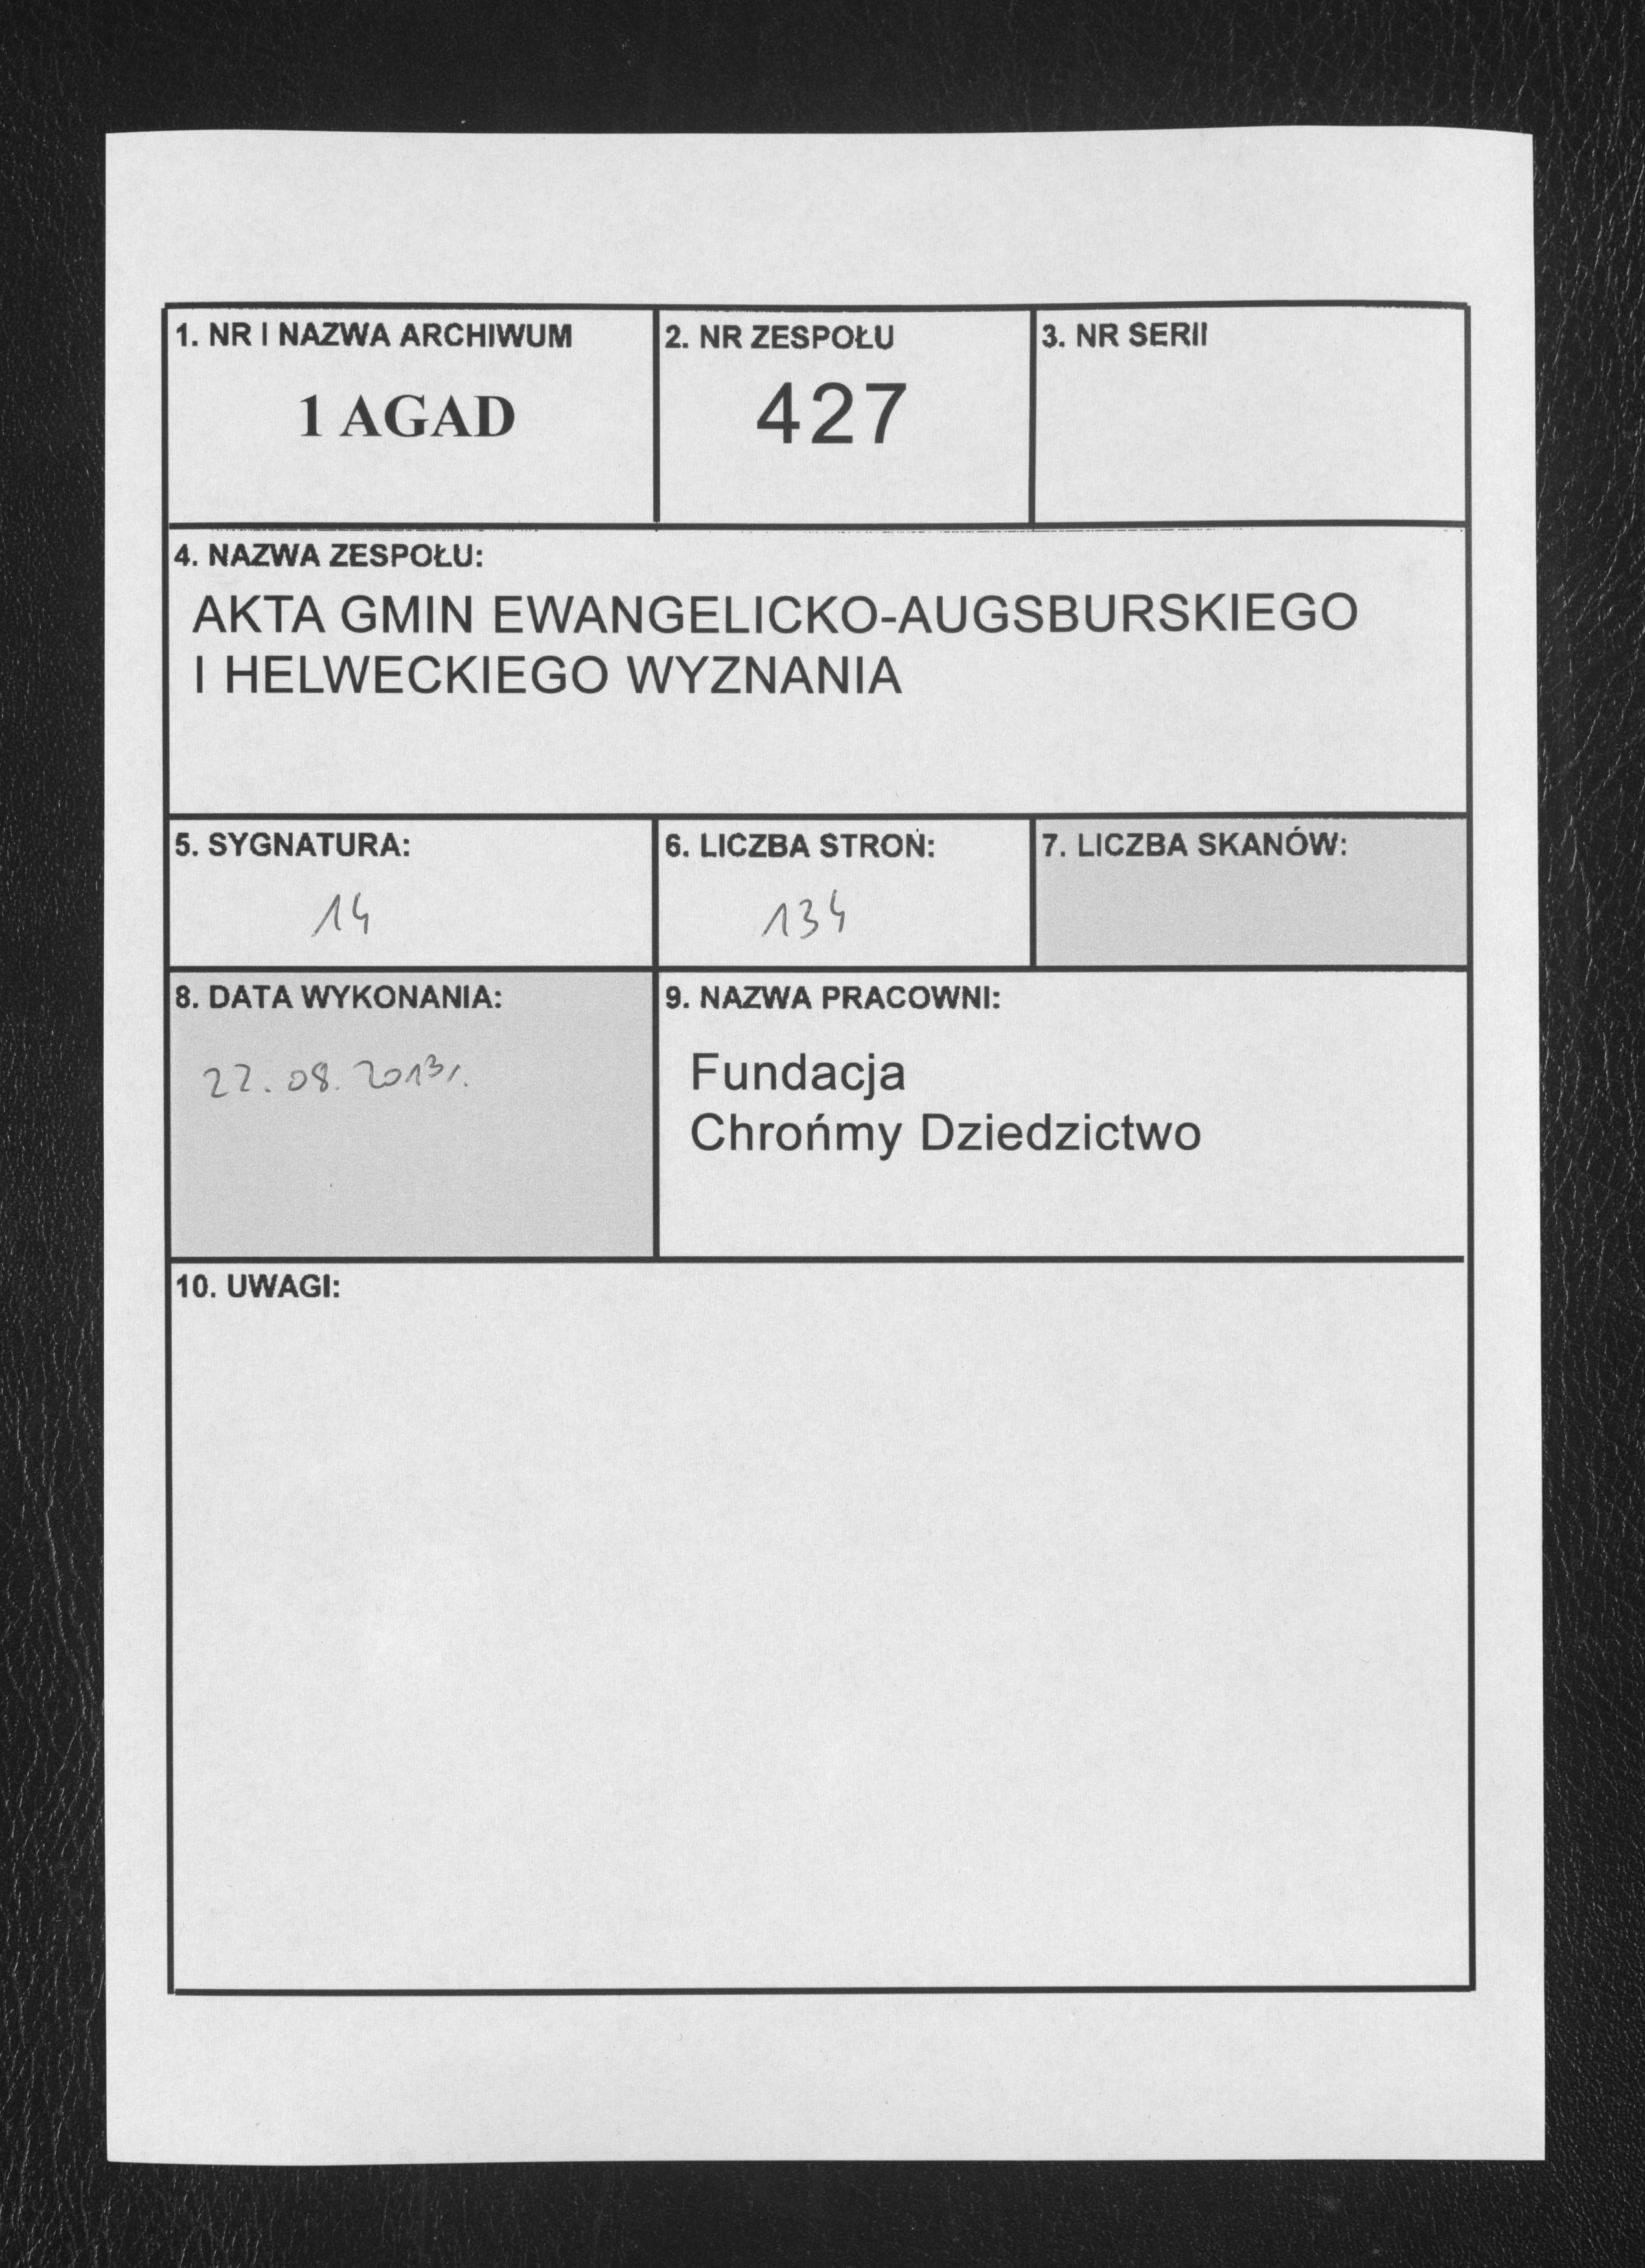 1. NR I NAZWA ARCHIWUM
1 AGAD
2. NR ZESPOŁU
427
3. NR SERII
4. NAZWA ZESPOŁU:
AKTA GMIN EWANGELICKO-AUGSBURSKIEGO
I HELWECKIEGO WYZNANIA
5. SYGNATURA:
14
6. LICZBA STRON:
134
7. LICZBA SKANÓW:
8. DATA WYKONANIA:
22.08.2013r.
9. NAZWA PRACOWNI:
Fundacja
Chrońmy Dziedzictwo
10. UWAGI: